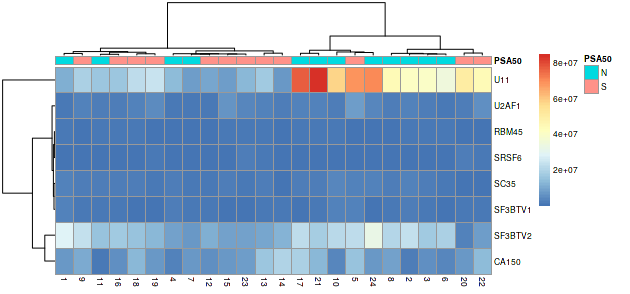 PSA50
PSA50
U11
8e+07
N
S
U2AF1
6e+07
RBM45
4e+07
SRSF6
2e+07
SC35
SF3BTV1
SF3BTV2
CA150
1 9 11 16 18 19 4 7 12 15 23 13 14 17 21 10 5 24 8 2 3 6 20 22